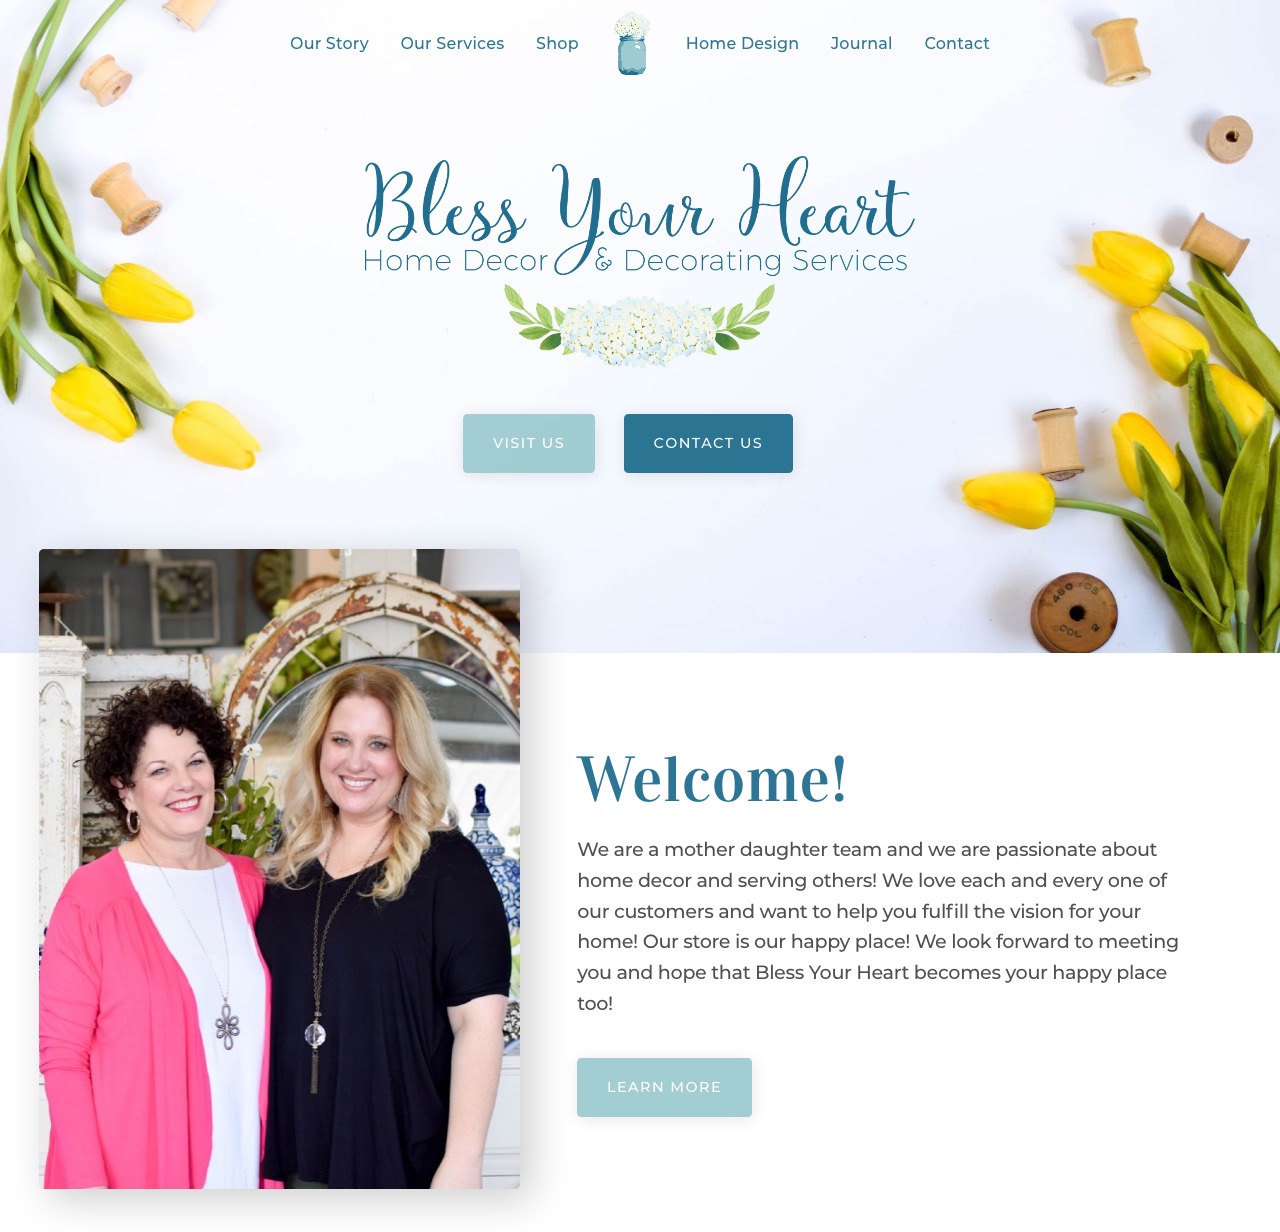 Our Story Our Services Shop Home Design Journal Contact
Bless Your Heart
Home Decor & Decorating Services
VISIT US CONTACT US
450 YDS
COL. 2
Welcome!
We are a mother daughter team and we are passionate about
home decor and serving others! We love each and every one of
our customers and want to help you fulfill the vision for your
home! Our store is our happy place! We look forward to meeting
you and hope that Bless Your Heart becomes your happy place
too!
LEARN MORE